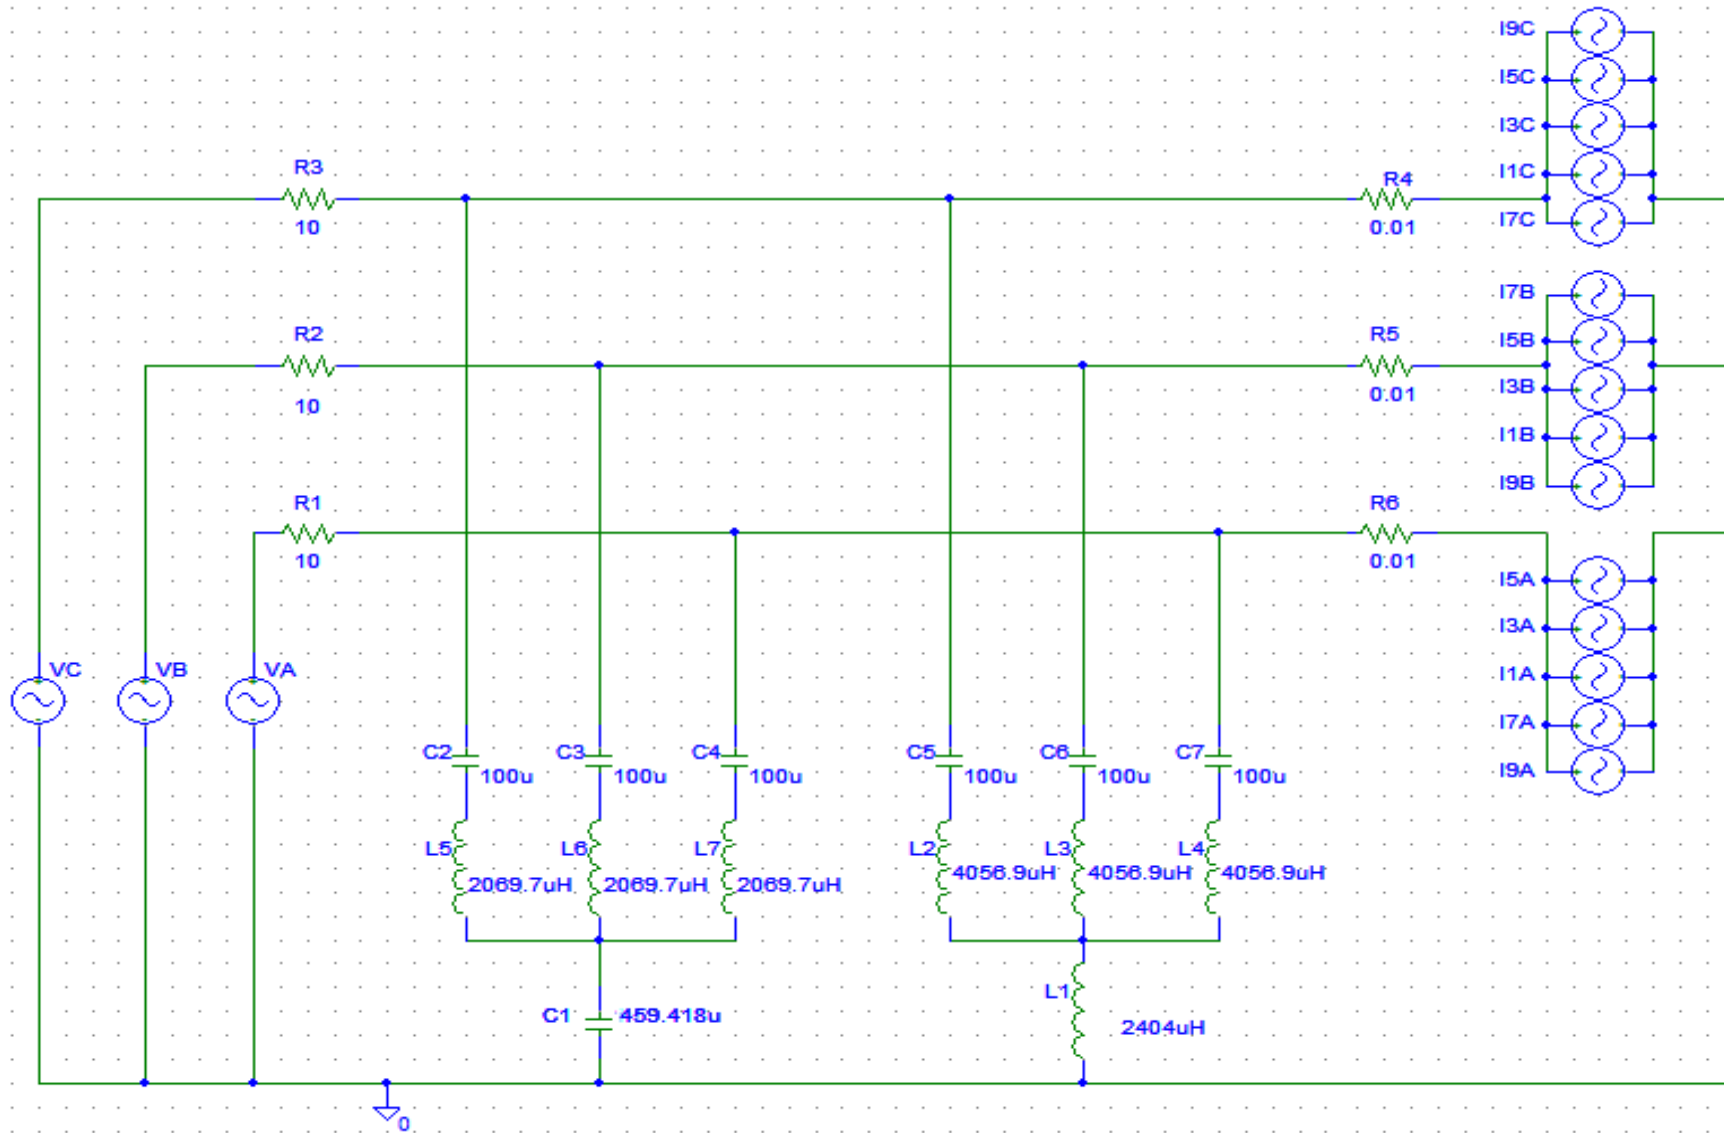 I9C
I5C
I3C
I1C
I7C
R3
10
R4
0.01
I7B
I5B
I3B
I1B
I9B
R2
10
R5
0.01
R1
10
R6
0.01
I5A
I3A
I1A
I7A
I9A
VC
VB
VA
C2
100u
C3
100u
C4
100u
C5
100u
C6
100u
C7
100u
L5
2069.7uH
L6
2069.7uH
L7
2069.7uH
L2
4056.9uH
L3
4056.9uH
L4
4056.9uH
C1
459.418u
L1
2404uH
0